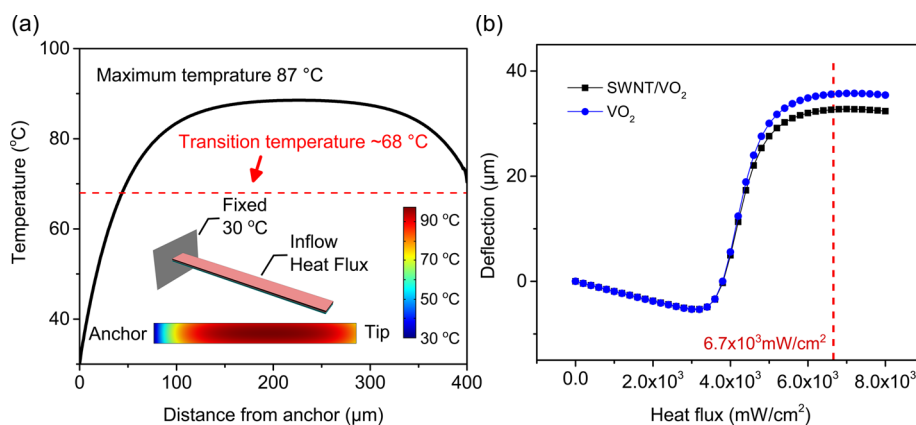 (a)
100
80
60
40
Temperature (°C)
Maximum temprature 87 °C
Transition temperature ~68 °C
Fixed
30 °C
Inflow
Heat Flux
90 °C
70 °C
50 °C
30 °C
Anchor
Tip
0 100 200 300 400
Distance from anchor (μm)
(b)
40
20
0
Deflection (μm)
SWNT/VO₂
VO₂
6.7x10³mW/cm²
0.0 2.0x10³ 4.0x10³ 6.0x10³ 8.0x10³
Heat flux (mW/cm²)